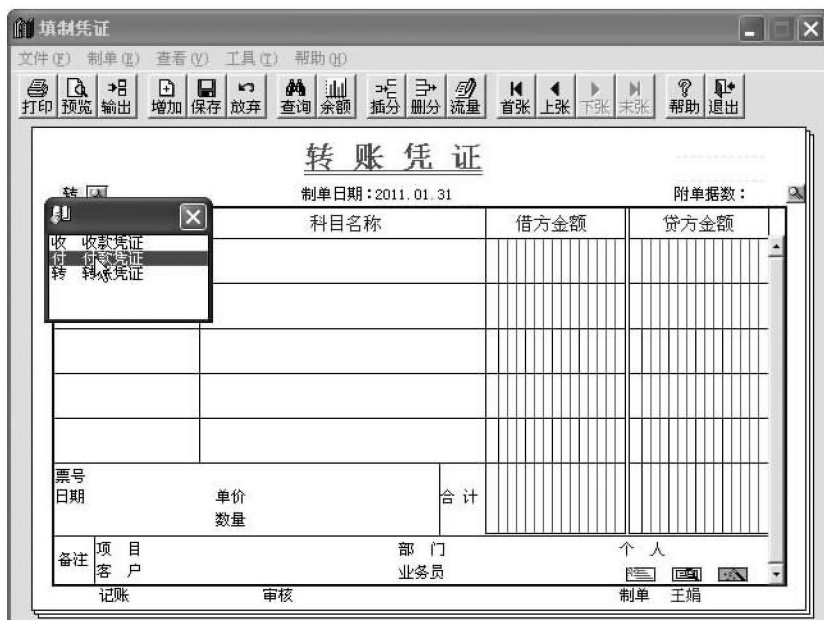 填制凭证
文件(F) 制单(E) 查看(V) 工具(T) 帮助(H)
打印 预览 输出 增加 保存 放弃 查询 余额 插分 删分 流量 首张 上张 下张 末张 帮助 退出
转 账 凭 证
转 制单日期：2011.01.31 附单据数：
科目名称 借方金额 贷方金额
收 收款凭证
付 付款凭证
转 转账凭证
票号
日期 单价 合 计
数量
备注 项 目 部 门 个 人
客 户 业务员
记账 审核 制单 王娟